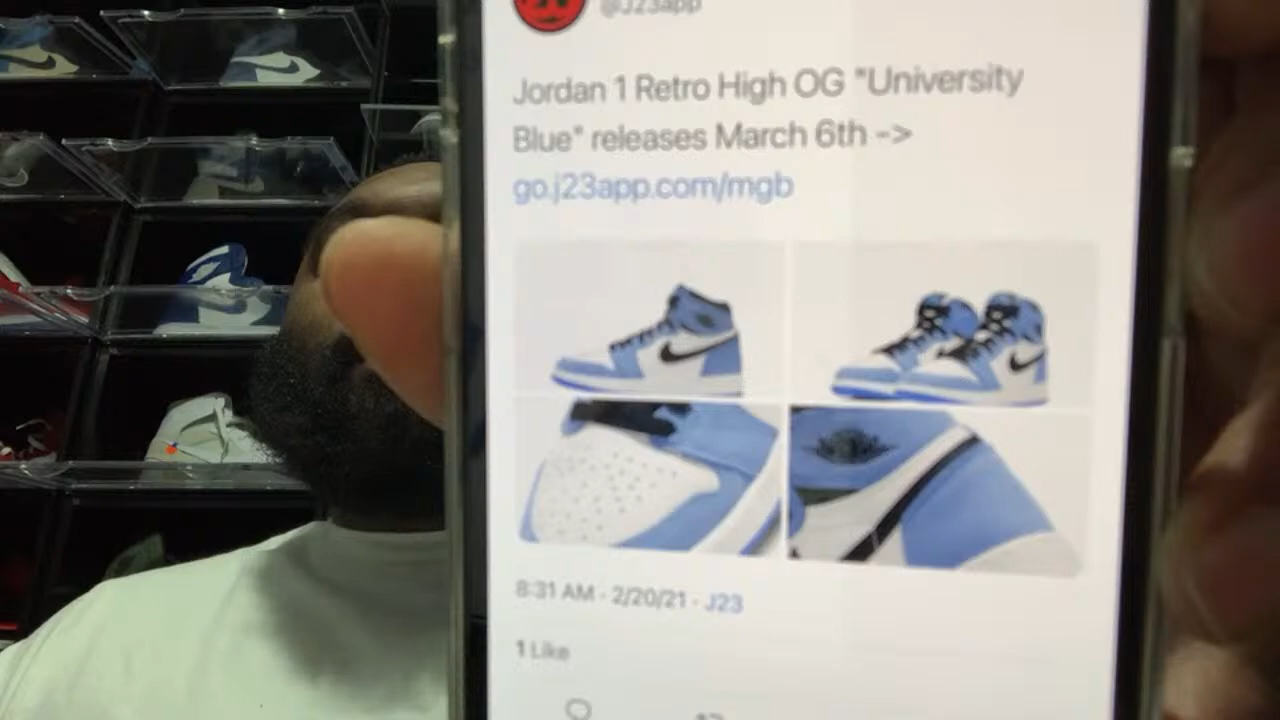 @J23app
Jordan 1 Retro High OG "University
Blue" releases March 6th ->
go.j23app.com/mgb
8:31 AM · 2/20/21 · J23
1 Like